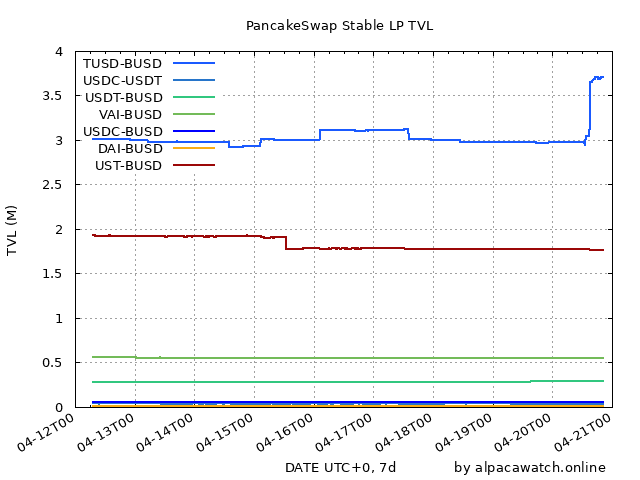 PancakeSwap Stable LP TVL
TVL (M)
4
3.5
3
2.5
2
1.5
1
0.5
0
TUSD-BUSD
USDC-USDT
USDT-BUSD
VAI-BUSD
USDC-BUSD
DAI-BUSD
UST-BUSD
04-12T00
04-13T00
04-14T00
04-15T00
04-16T00
04-17T00
04-18T00
04-19T00
04-20T00
04-21T00
DATE UTC+0, 7d
by alpacawatch.online